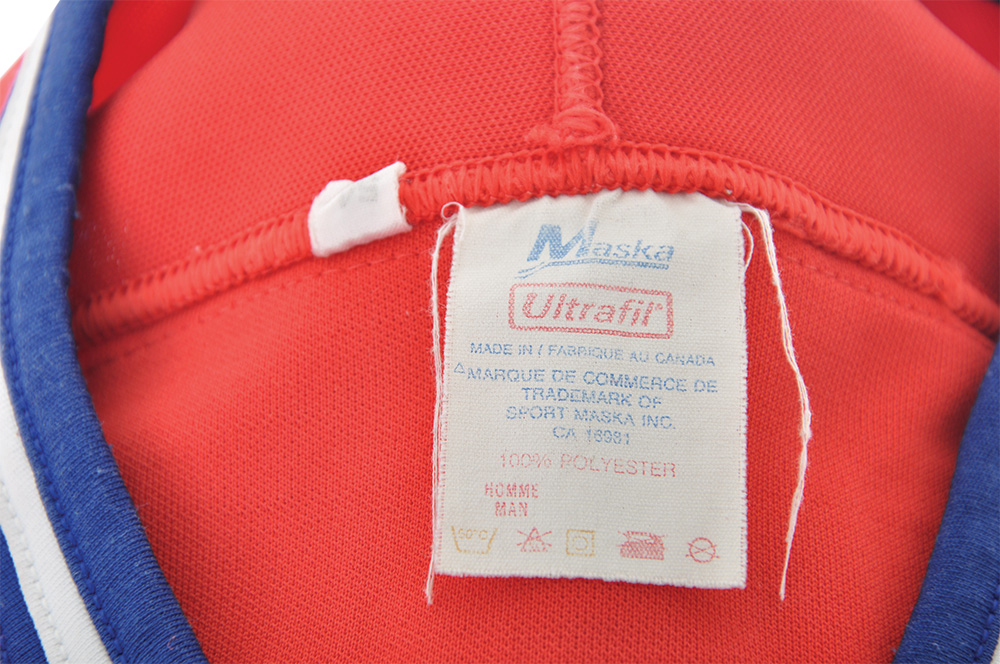 Maska
Ultrafil
MADE IN / FABRIQUE AU CANADA
△MARQUE DE COMMERCE DE
TRADEMARK OF
SPORT MASKA INC.
CA 16981
100% POLYESTER
HOMME
MAN
50°C